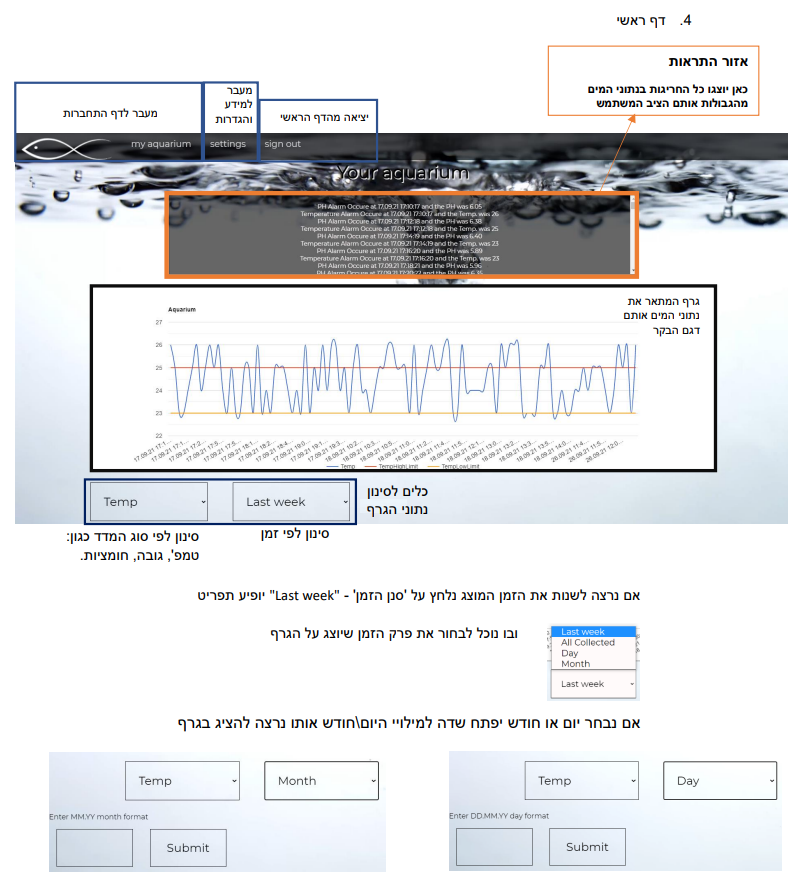 4. דף ראשי
אזור התראות
כאן יוצגו כל החריגות בנתוני המים
מהגבולות אותם הציב המשתמש
מעבר לדף התחברות
מעבר
למידע
והגדרות
יציאה מהדף הראשי
my aquarium
settings
sign out
Your aquarium
PH Alarm Occure at 17.09.21 17:10:17 and the PH was 6.05
Temperature Alarm Occure at 17.09.21 17:10:17 and the Temp. was 26
PH Alarm Occure at 17.09.21 17:12:18 and the PH was 6.38
Temperature Alarm Occure at 17.09.21 17:12:18 and the Temp. was 25
PH Alarm Occure at 17.09.21 17:14:19 and the PH was 6.40
Temperature Alarm Occure at 17.09.21 17:14:19 and the Temp. was 23
PH Alarm Occure at 17.09.21 17:16:20 and the PH was 5.89
Temperature Alarm Occure at 17.09.21 17:16:20 and the Temp. was 23
PH Alarm Occure at 17.09.21 17:18:21 and the PH was 5.96
PH Alarm Occure at 17.09.21 17:20:22 and the PH was 6.35
גרף המתאר את
נתוני המים אותם
דגם הבקר
Aquarium
27
26
25
24
23
22
Temp TempHighLimit TempLowLimit
Temp
Last week
כלים לסינון
נתוני הגרף
סינון לפי זמן
סינון לפי סוג המדד כגון:
טמפ', גובה, חומציות.
אם נרצה לשנות את הזמן המוצג נלחץ על 'סנן הזמן' - "Last week" יופיע תפריט
ובו נוכל לבחור את פרק הזמן שיוצג על הגרף
Last week
All Collected
Day
Month
Last week
אם נבחר יום או חודש יפתח שדה למילויי היום\חודש אותו נרצה להציג בגרף
Temp
Month
Enter MM.YY month format
Submit
Temp
Day
Enter DD.MM.YY day format
Submit